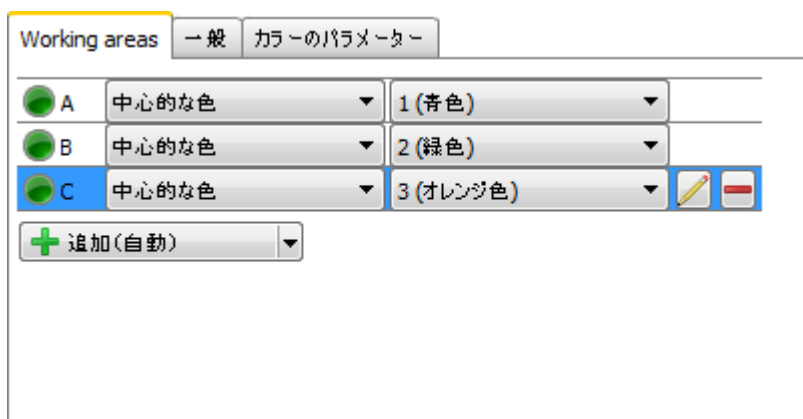 Working areas 一般 カラーのパラメーター
A 中心的な色 1 (青色)
B 中心的な色 2 (緑色)
C 中心的な色 3 (オレンジ色)
追加(自動)